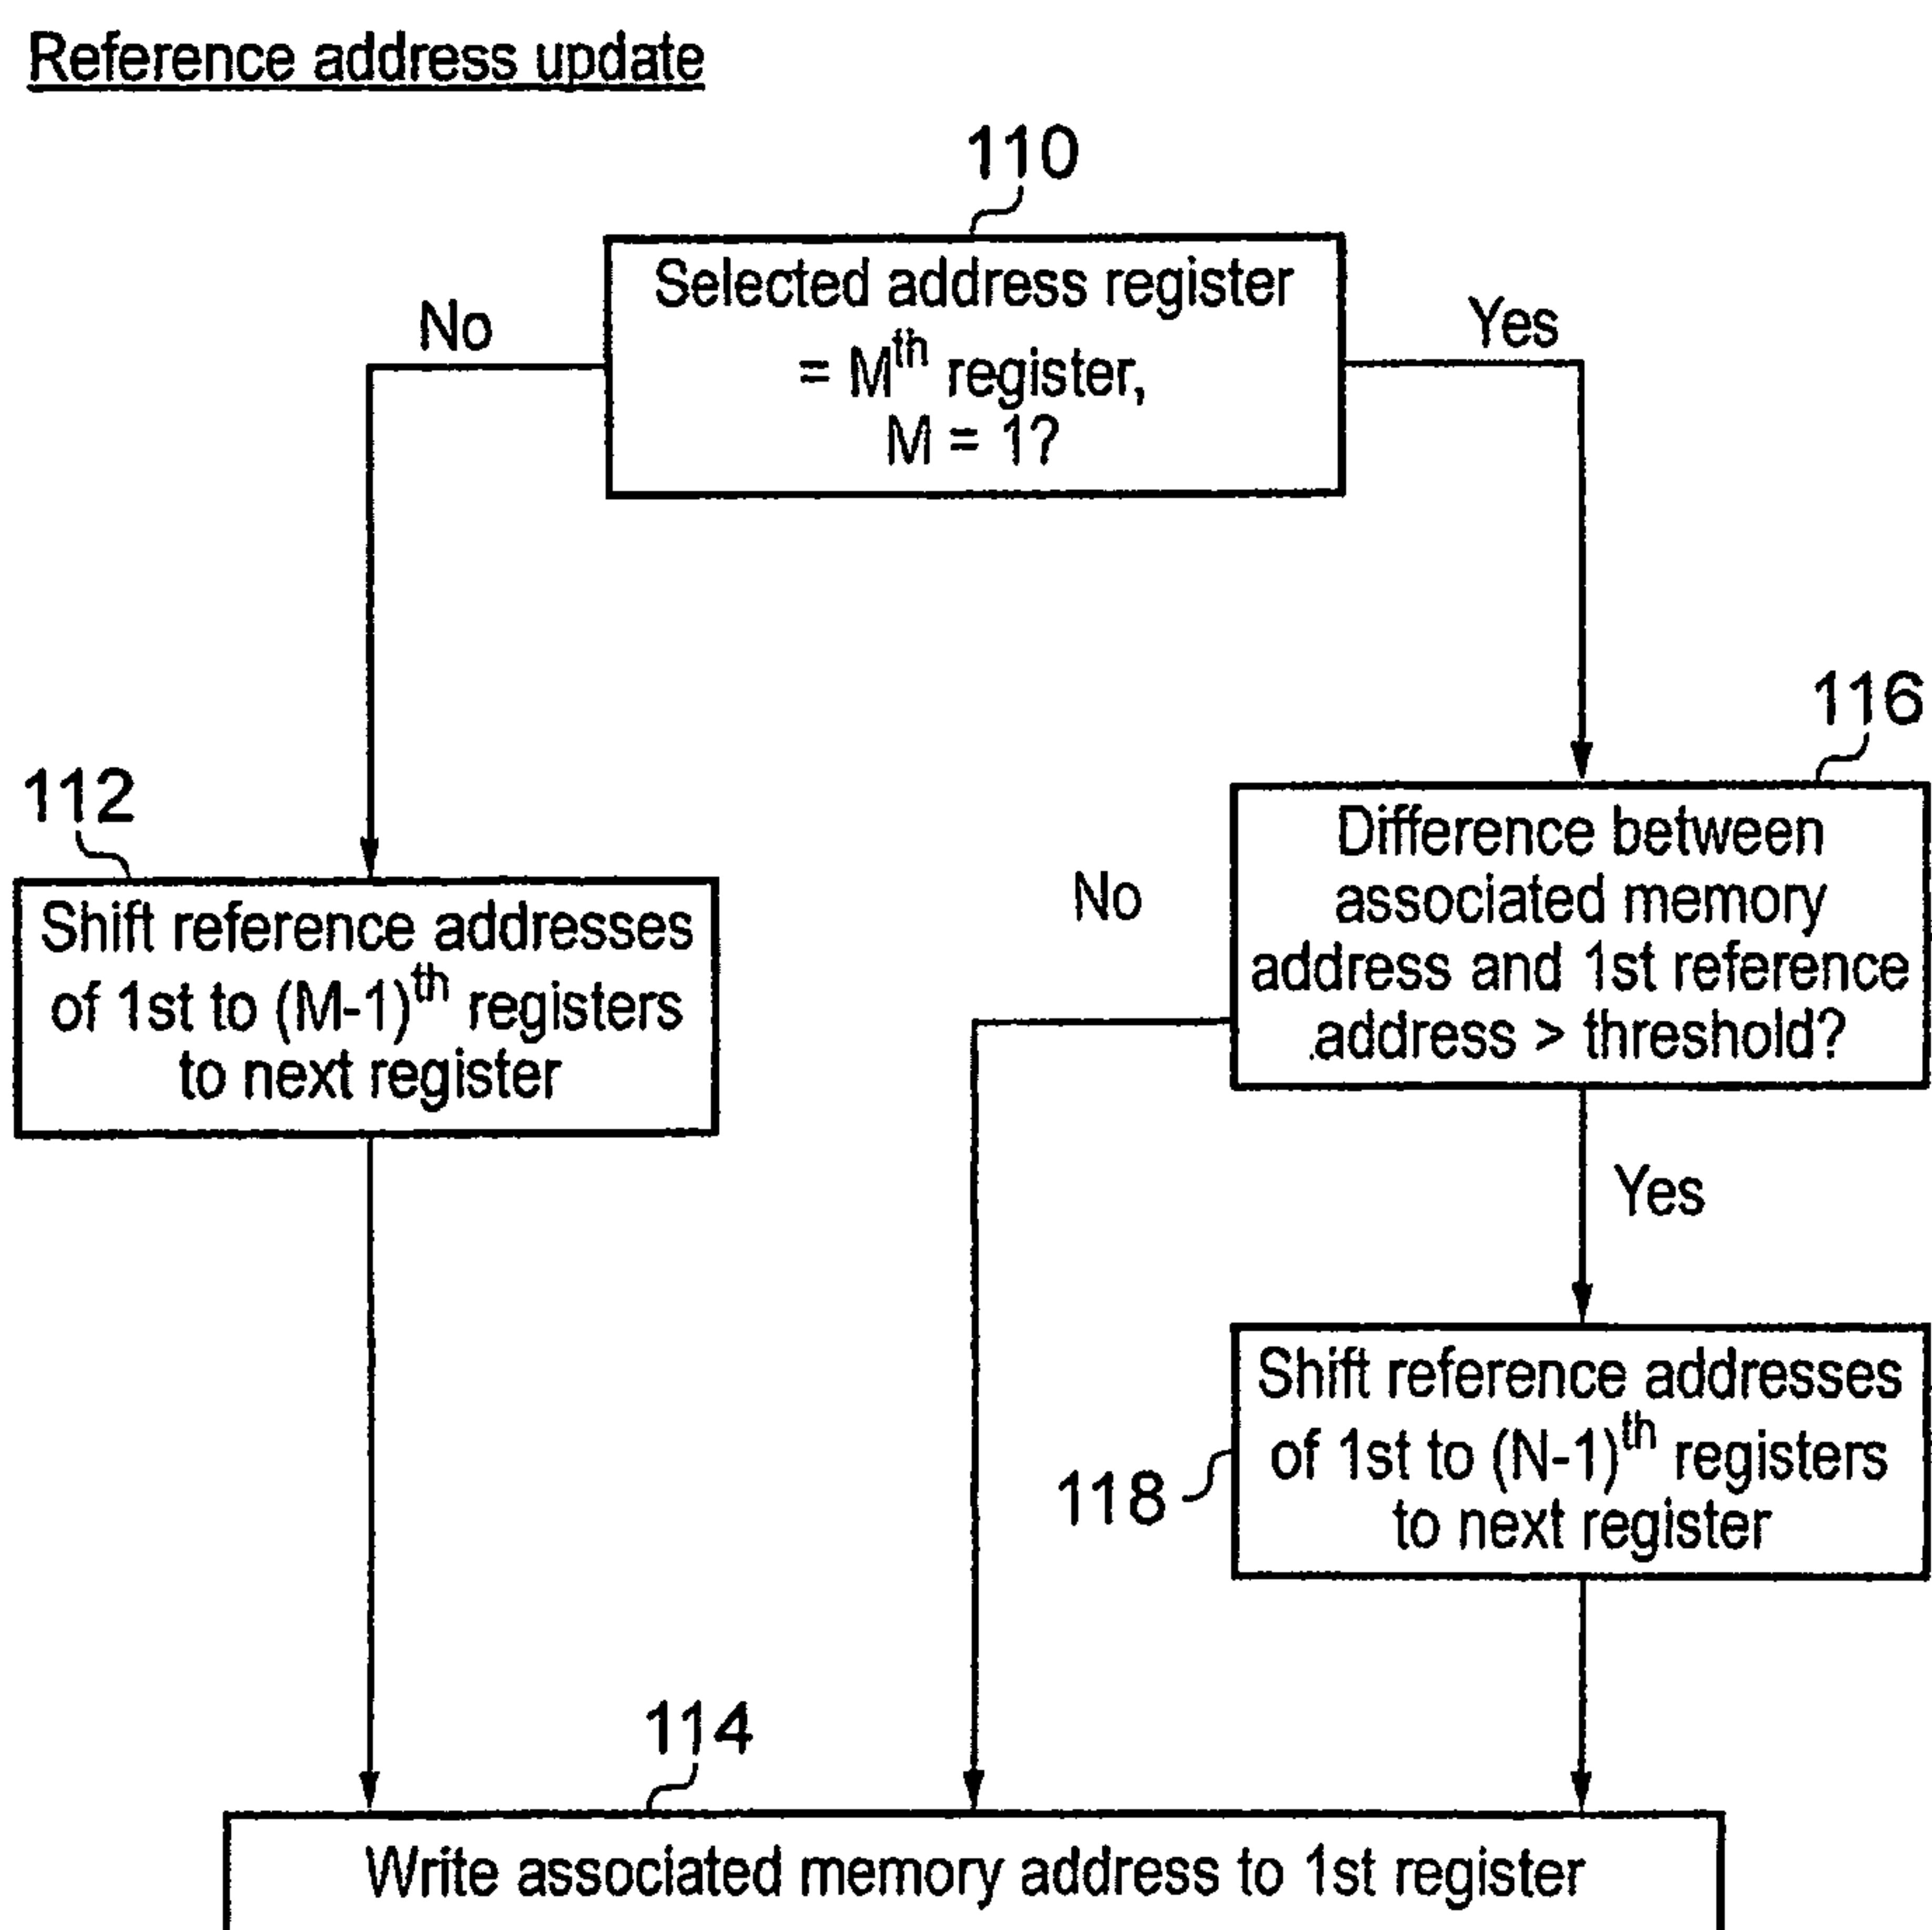 Reference address update
110
Selected address register
= Mth register,
M = 1?
No
Yes
116
112
Difference between
associated memory
address and 1st reference
address > threshold?
No
Shift reference addresses
of 1st to (M-1)th registers
to next register
Yes
Shift reference addresses
of 1st to (N-1)th registers
to next register
118
114
Write associated memory address to 1st register